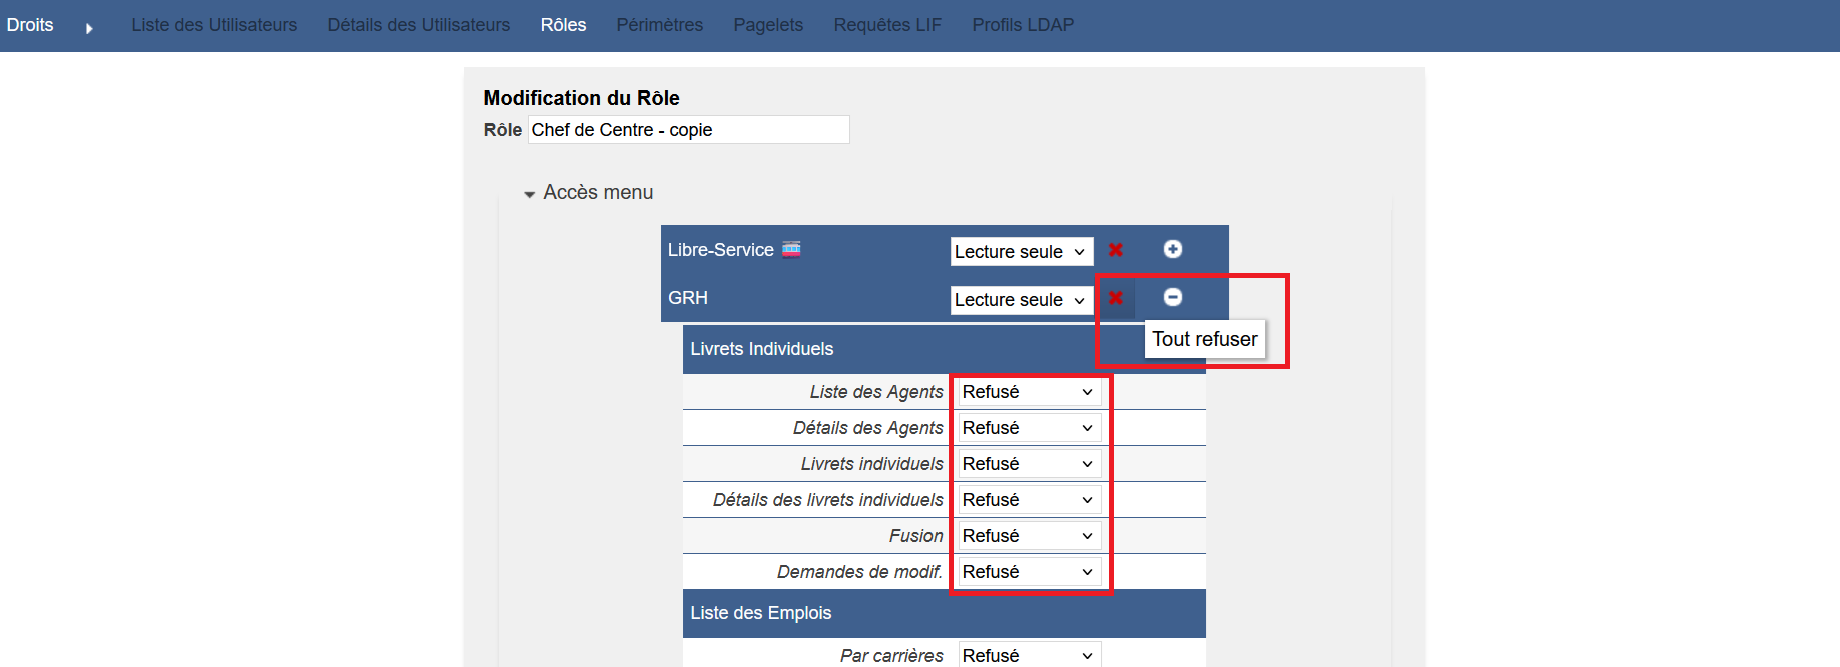 Droits Liste des Utilisateurs Détails des Utilisateurs Rôles Périmètres Pagelets Requêtes LIF Profils LDAP
Modification du Rôle
Rôle Chef de Centre - copie
Accès menu
Libre-Service Lecture seule
GRH Lecture seule
Tout refuser
Livrets Individuels
Liste des Agents Refusé
Détails des Agents Refusé
Livrets individuels Refusé
Détails des livrets individuels Refusé
Fusion Refusé
Demandes de modif. Refusé
Liste des Emplois
Par carrières Refusé